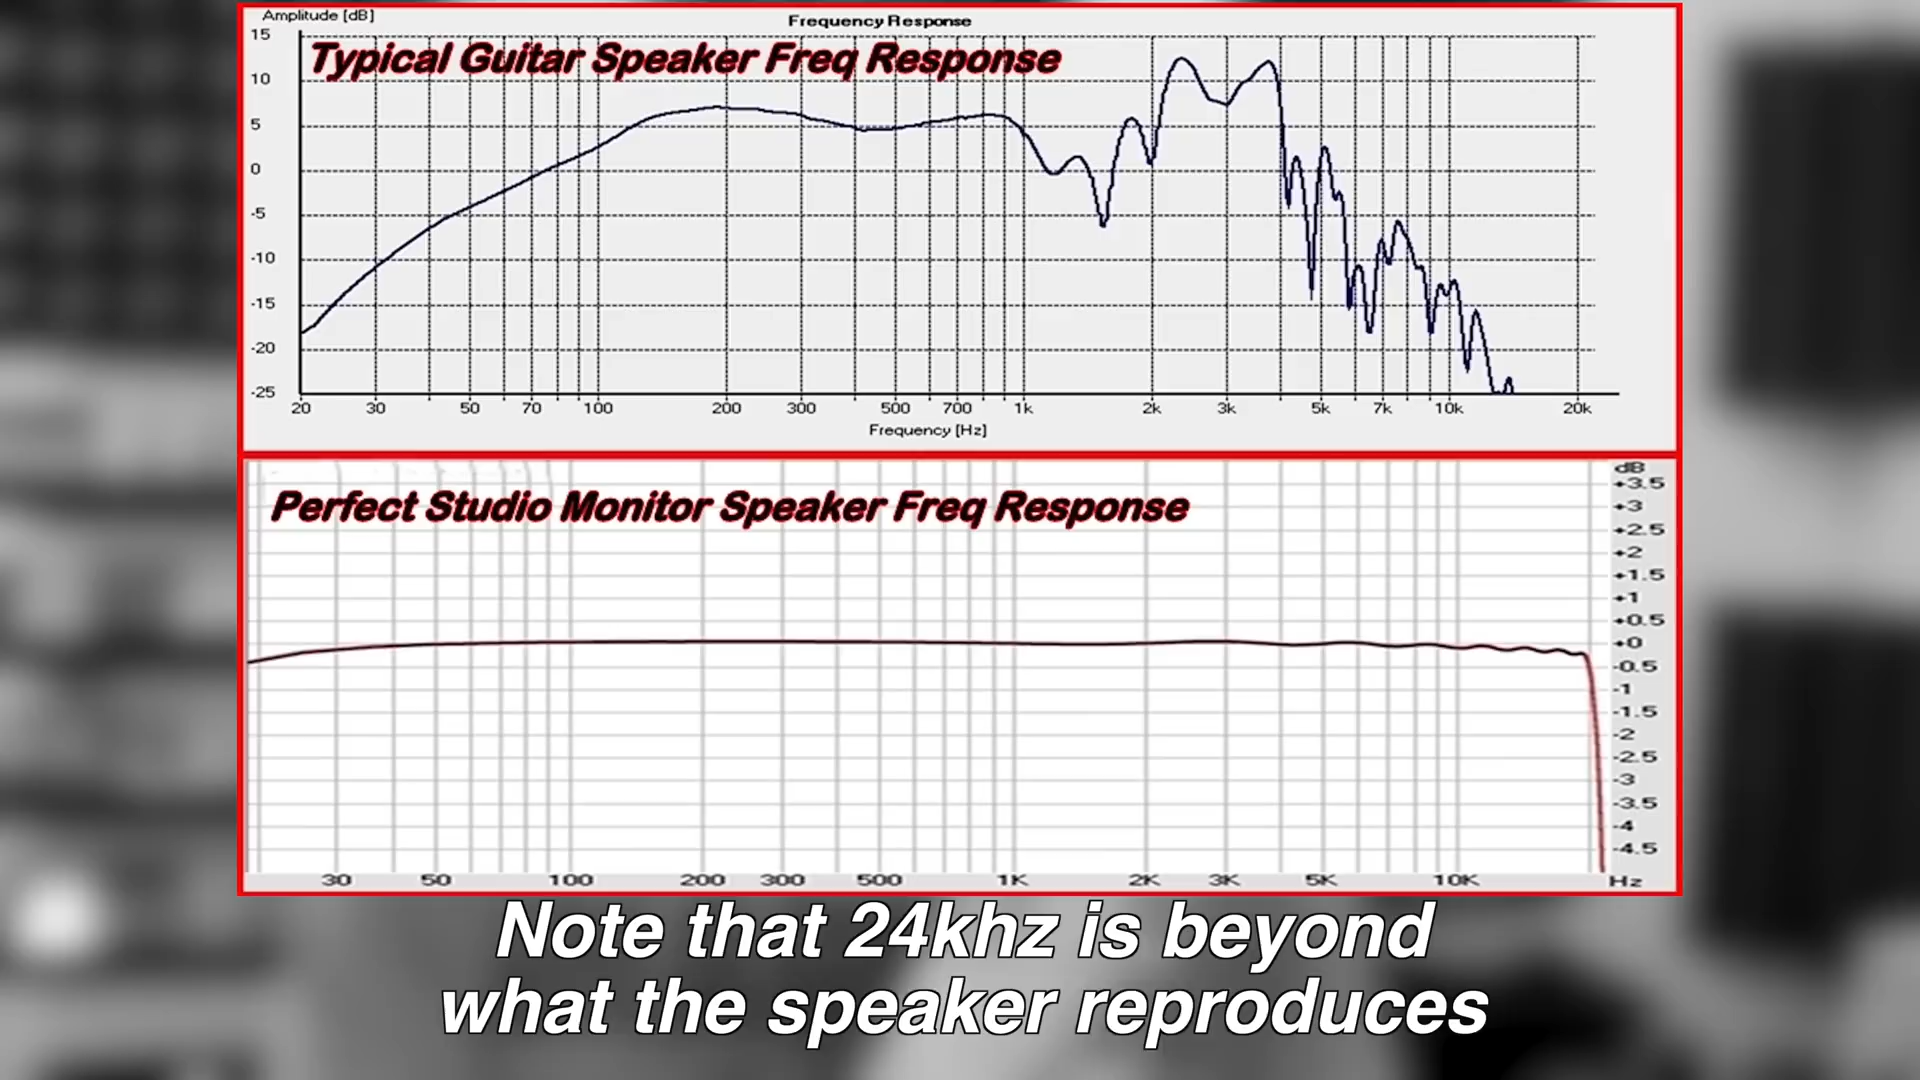 Amplitude [dB]
Frequency Response
Typical Guitar Speaker Freq Response
15
10
5
0
-5
-10
-15
-20
-25
20 30 50 70 100 200 300 500 700 1k 2k 3k 5k 7k 10k 20k
Frequency [Hz]
Perfect Studio Monitor Speaker Freq Response
dB
+3.5
+3
+2.5
+2
+1.5
+1
+0.5
+0
-0.5
-1
-1.5
-2
-2.5
-3
-3.5
-4
-4.5
30 50 100 200 300 500 1K 2K 3K 5K 10K Hz
Note that 24khz is beyond
what the speaker reproduces